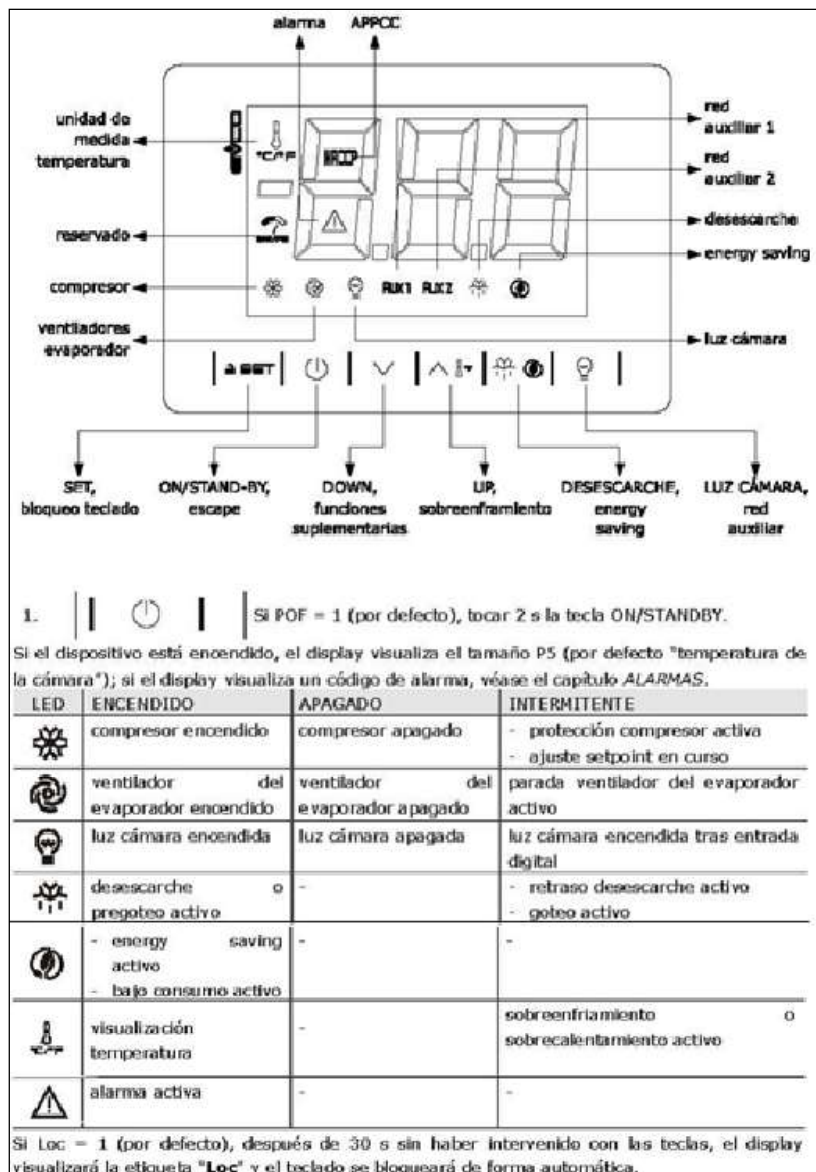 alarma APPCC
unidad de
medida
temperatura
red
auxiliar 1
red
auxiliar 2
°C/°F
reservado
desescarche
energy saving
compresor
AUX1 AUX2
ventiladores
evaporador
luz cámara
SET
SET,
bloqueo teclado
ON/STAND-BY,
escape
DOWN,
funciones
suplementarias
UP,
sobreenframiento
DESESCARCHE,
energy
saving
LUZ CÁMARA,
red
auxiliar
1. Si POF = 1 (por defecto), tocar 2 s la tecla ON/STANDBY.
Si el dispositivo está encendido, el display visualiza el tamaño P5 (por defecto "temperatura de
la cámara"); si el display visualiza un código de alarma, véase el capítulo ALARMAS.
LED ENCENDIDO APAGADO INTERMITENTE
compresor encendido compresor apagado - protección compresor activa
- ajuste setpoint en curso
ventilador del ventilador del parada ventilador del evaporador
evaporador encendido evaporador apagado activo
luz cámara encendida luz cámara apagada luz cámara encendida tras entrada
digital
desescarche o - - retraso desescarche activo
pregoteo activo - goteo activo
- energy saving - -
activo
- bajo consumo activo
°C/°F
visualización - sobreenfriamiento o
temperatura sobrecalentamiento activo
alarma activa - -
Si Loc = 1 (por defecto), después de 30 s sin haber intervenido con las teclas, el display
visualizará la etiqueta "Loc" y el teclado se bloqueará de forma automática.